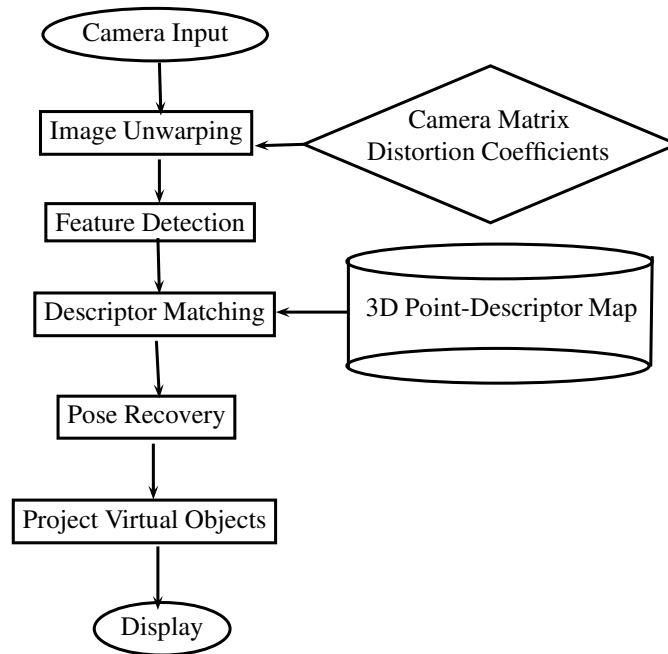 Camera Input
Image Unwarping
Camera Matrix
Distortion Coefficients
Feature Detection
Descriptor Matching
3D Point-Descriptor Map
Pose Recovery
Project Virtual Objects
Display